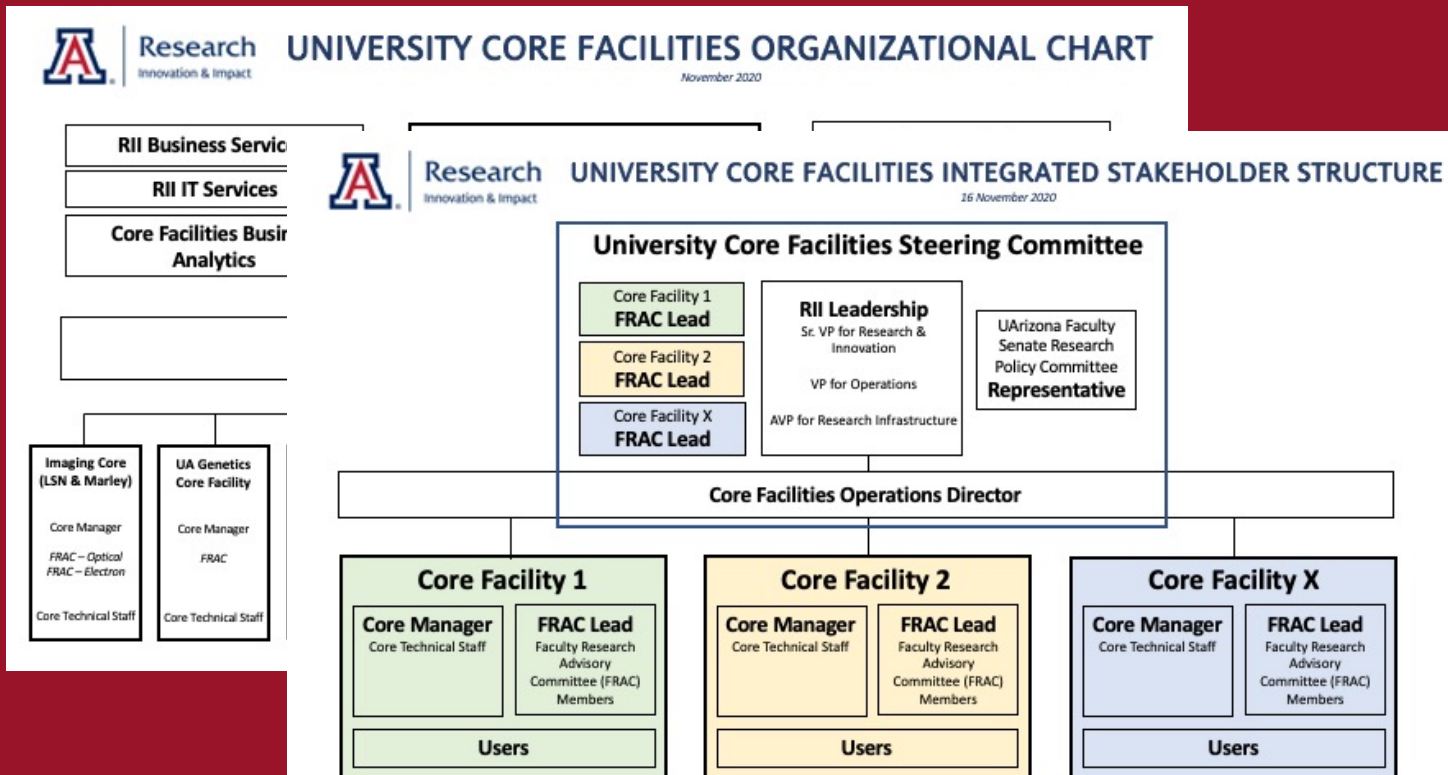 A
Research
Innovation & Impact
UNIVERSITY CORE FACILITIES ORGANIZATIONAL CHART
November 2020
RII Business
RII IT Services
Core Facilities
Analytics
Imaging Core
(LSN & Marley)
Core Manager
FRAC – Optical
FRAC – Electron
Core Technical Staff
UA Genetics
Core Facility
Core Manager
FRAC
Core Technical Staff
A
Research
Innovation & Impact
UNIVERSITY CORE FACILITIES INTEGRATED STAKEHOLDER STRUCTURE
16 November 2020
University Core Facilities Steering Committee
Core Facility 1
FRAC Lead
Core Facility 2
FRAC Lead
Core Facility X
FRAC Lead
RII Leadership
Sr. VP for Research &
Innovation
VP for Operations
AVP for Research Infrastructure
UArizona Faculty
Senate Research
Policy Committee
Representative
Core Facilities Operations Director
Core Facility 1
Core Manager
Core Technical Staff
FRAC Lead
Faculty Research
Advisory
Committee (FRAC)
Members
Users
Core Facility 2
Core Manager
Core Technical Staff
FRAC Lead
Faculty Research
Advisory
Committee (FRAC)
Members
Users
Core Facility X
Core Manager
Core Technical Staff
FRAC Lead
Faculty Research
Advisory
Committee (FRAC)
Members
Users